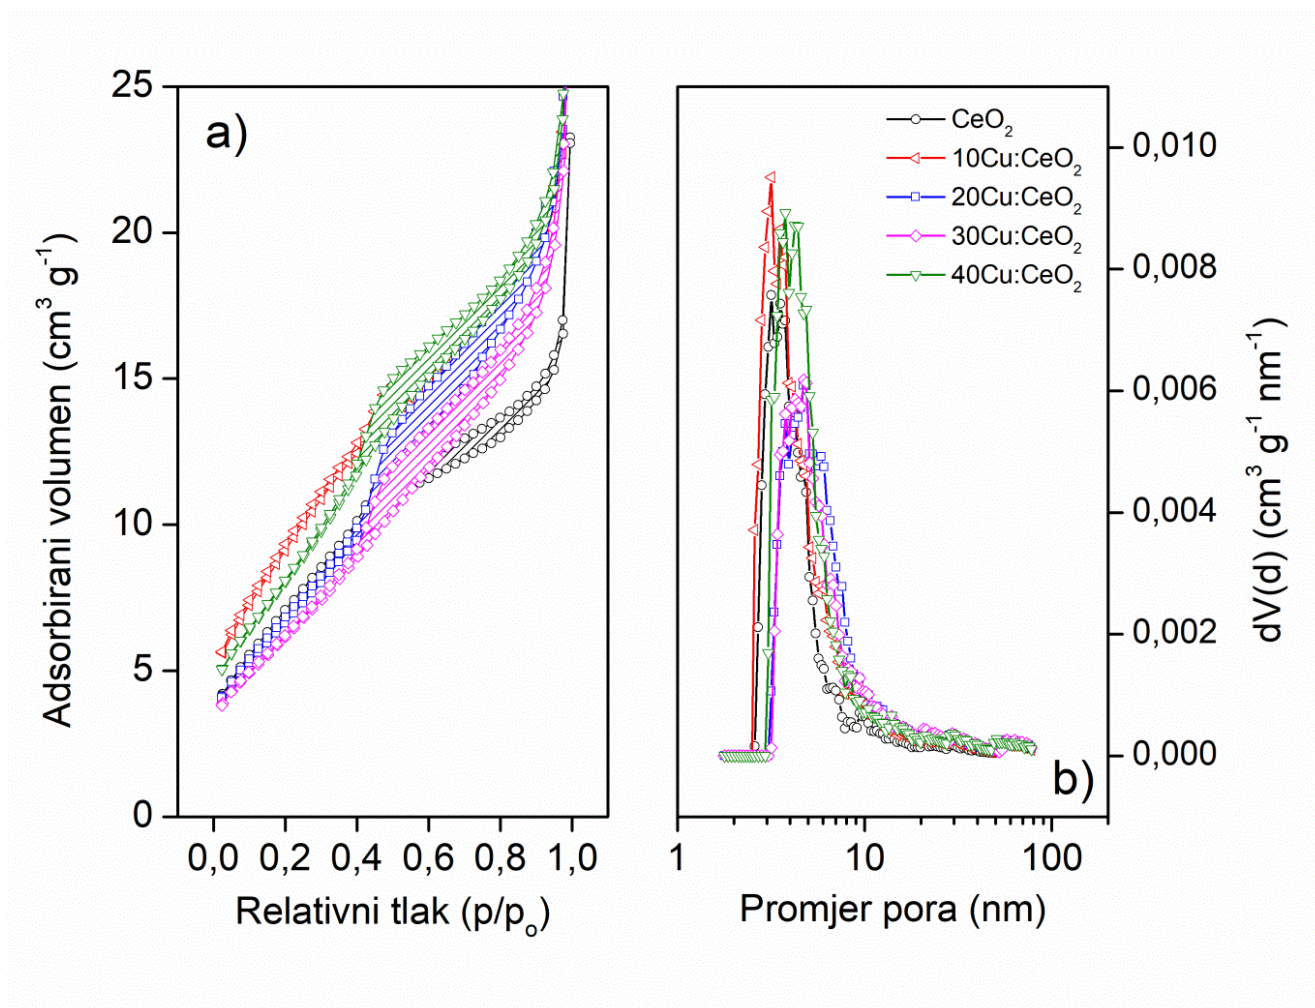 a)
25
20
15
10
5
0
Adsorbirani volumen (cm³ g⁻¹)
0,0 0,2 0,4 0,6 0,8 1,0
Relativni tlak (p/pₒ)
CeO₂
10Cu:CeO₂
20Cu:CeO₂
30Cu:CeO₂
40Cu:CeO₂
b)
0,010
0,008
0,006
0,004
0,002
0,000
dV(d) (cm³ g⁻¹ nm⁻¹)
1 10 100
Promjer pora (nm)